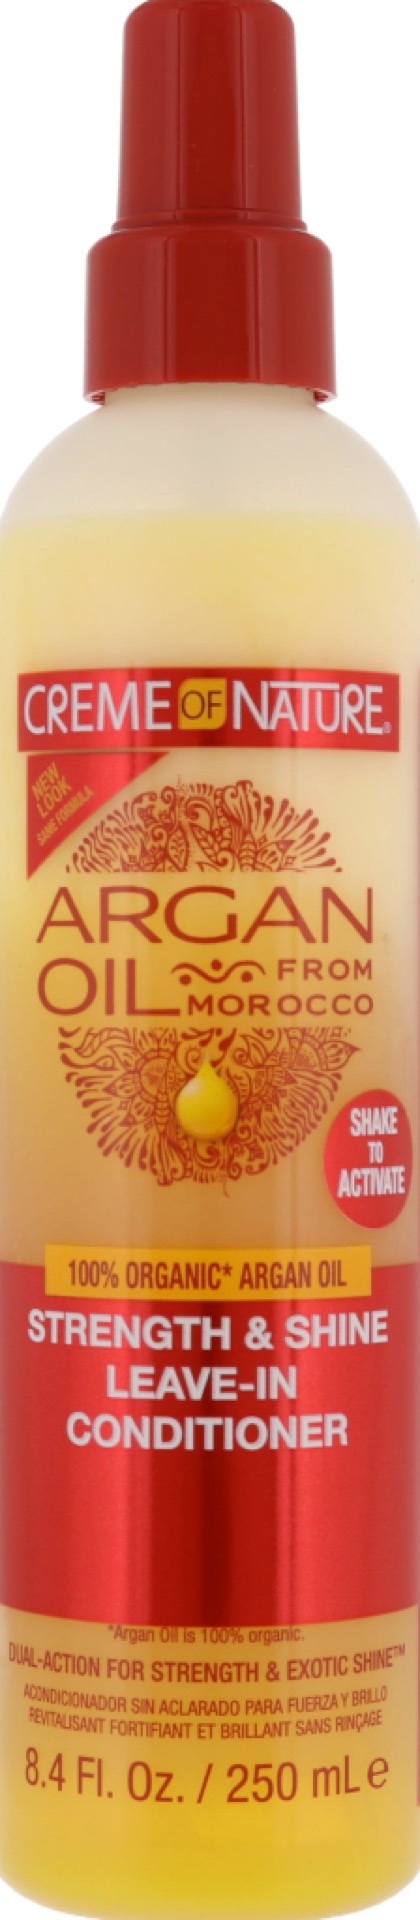 CREME OF NATURE®
NEW
LOOK
SAME FORMULA
ARGAN
OIL FROM
MOROCCO
SHAKE
TO
ACTIVATE
100% ORGANIC* ARGAN OIL
STRENGTH & SHINE
LEAVE-IN
CONDITIONER
*Argan Oil is 100% organic.
DUAL-ACTION FOR STRENGTH & EXOTIC SHINE™
ACONDICIONADOR SIN ACLARADO PARA FUERZA Y BRILLO
REVITALISANT FORTIFIANT ET BRILLANT SANS RINÇAGE
8.4 Fl. Oz. / 250 mL e